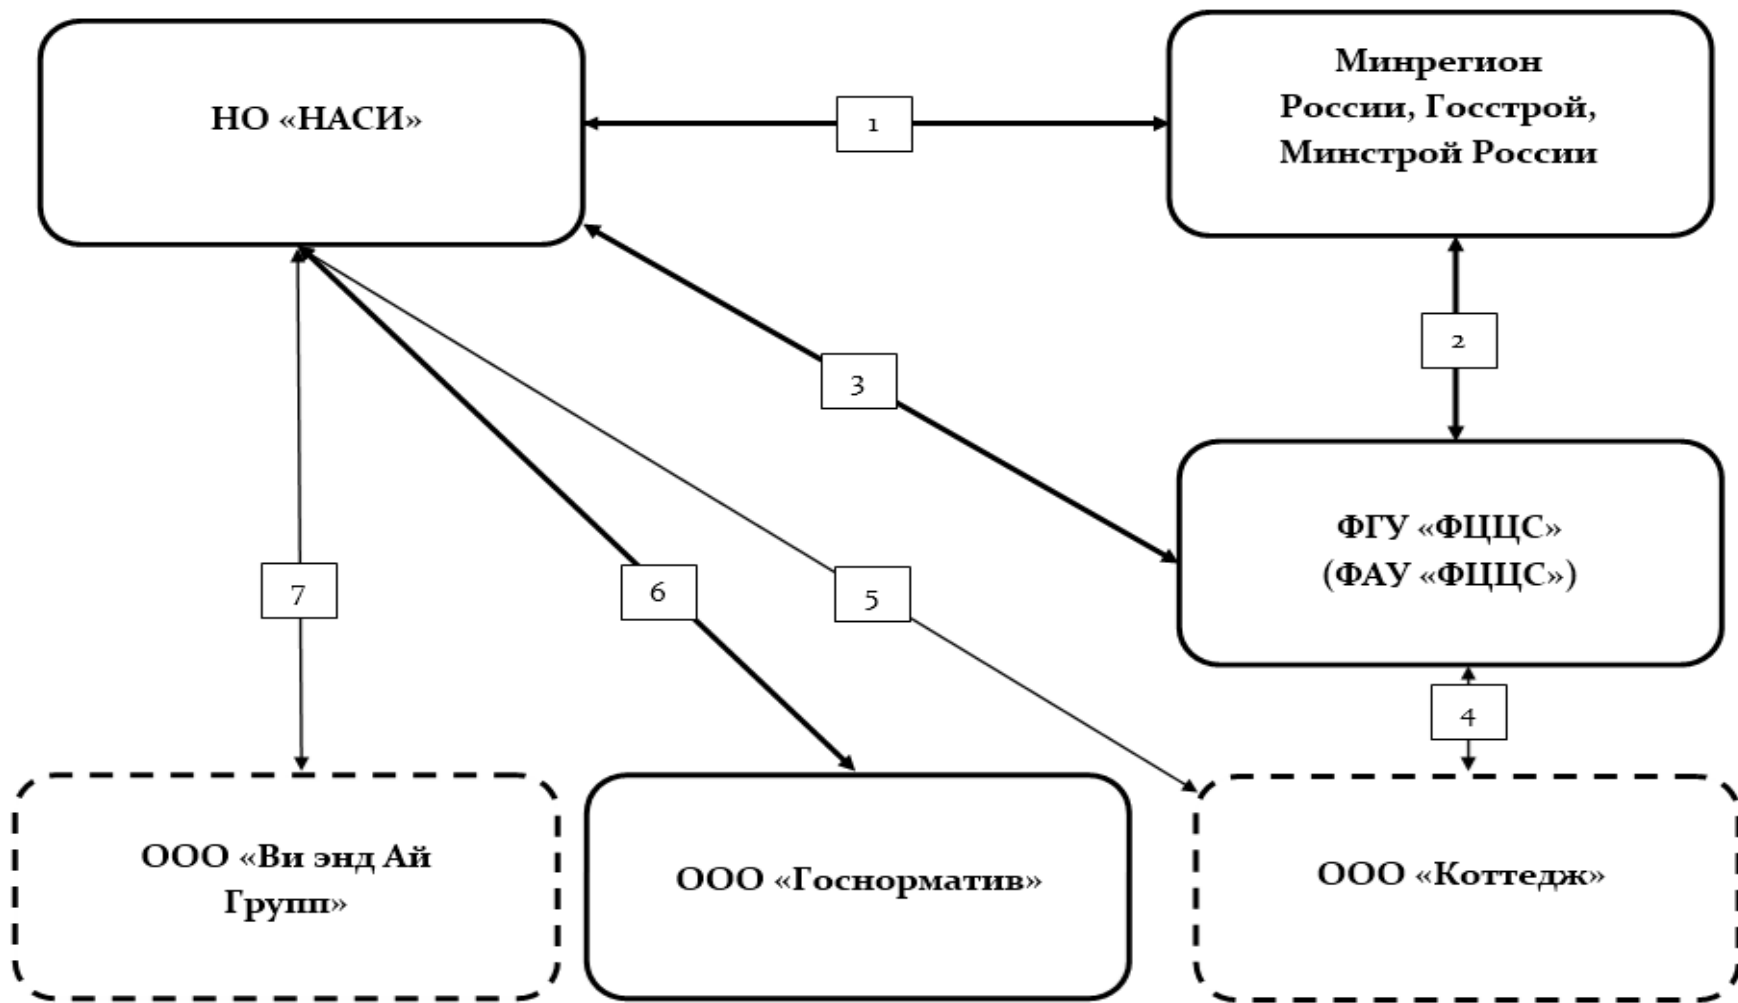 НО «НАСИ»
1
Минрегион
России, Госстрой,
Минстрой России
2
3
ФГУ «ФЦЦС»
(ФАУ «ФЦЦС»)
7
6
5
4
ООО «Ви энд Ай
Групп»
ООО «Госнорматив»
ООО «Коттедж»